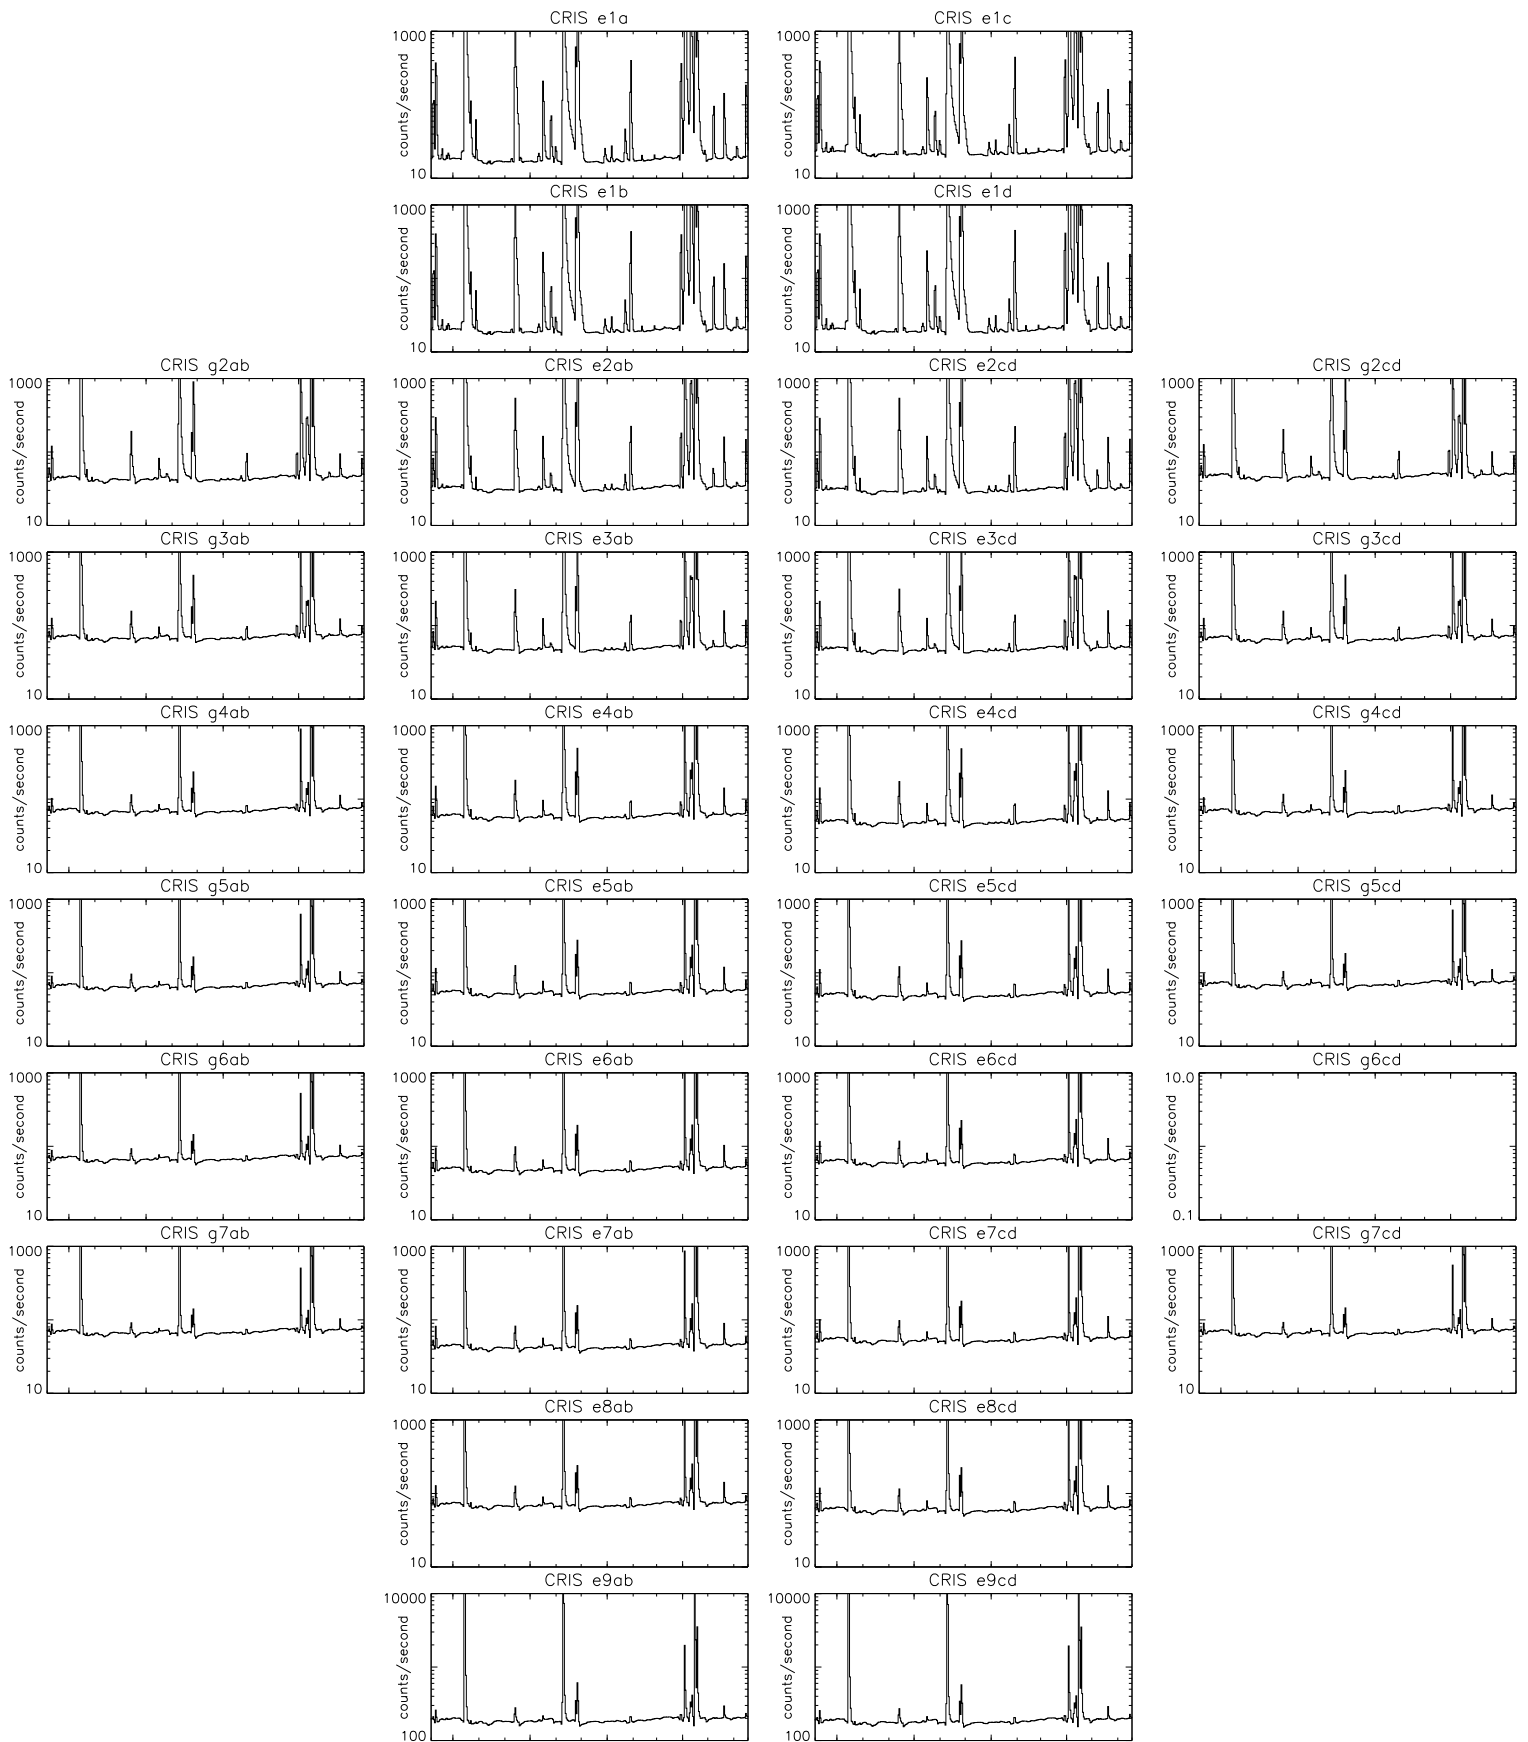 CRIS e1a
CRIS e1c
1000
counts/second
10
1000
counts/second
10
CRIS e1b
CRIS e1d
1000
counts/second
10
1000
counts/second
10
CRIS g2ab
CRIS e2ab
CRIS e2cd
CRIS g2cd
1000
counts/second
10
1000
counts/second
10
1000
counts/second
10
1000
counts/second
10
CRIS g3ab
CRIS e3ab
CRIS e3cd
CRIS g3cd
1000
counts/second
10
1000
counts/second
10
1000
counts/second
10
1000
counts/second
10
CRIS g4ab
CRIS e4ab
CRIS e4cd
CRIS g4cd
1000
counts/second
10
1000
counts/second
10
1000
counts/second
10
1000
counts/second
10
CRIS g5ab
CRIS e5ab
CRIS e5cd
CRIS g5cd
1000
counts/second
10
1000
counts/second
10
1000
counts/second
10
1000
counts/second
10
CRIS g6ab
CRIS e6ab
CRIS e6cd
CRIS g6cd
1000
counts/second
10
1000
counts/second
10
1000
counts/second
10
10.0
counts/second
0.1
CRIS g7ab
CRIS e7ab
CRIS e7cd
CRIS g7cd
1000
counts/second
10
1000
counts/second
10
1000
counts/second
10
1000
counts/second
10
CRIS e8ab
CRIS e8cd
1000
counts/second
10
1000
counts/second
10
CRIS e9ab
CRIS e9cd
10000
counts/second
100
10000
counts/second
100